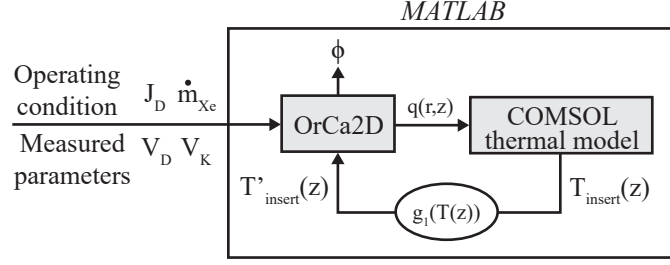 MATLAB
Operating
condition
J_D ṁ_Xe
ϕ
OrCa2D
q(r,z)
COMSOL
thermal model
Measured
parameters
V_D V_K
T'_insert(z)
g_1(T(z))
T_insert(z)